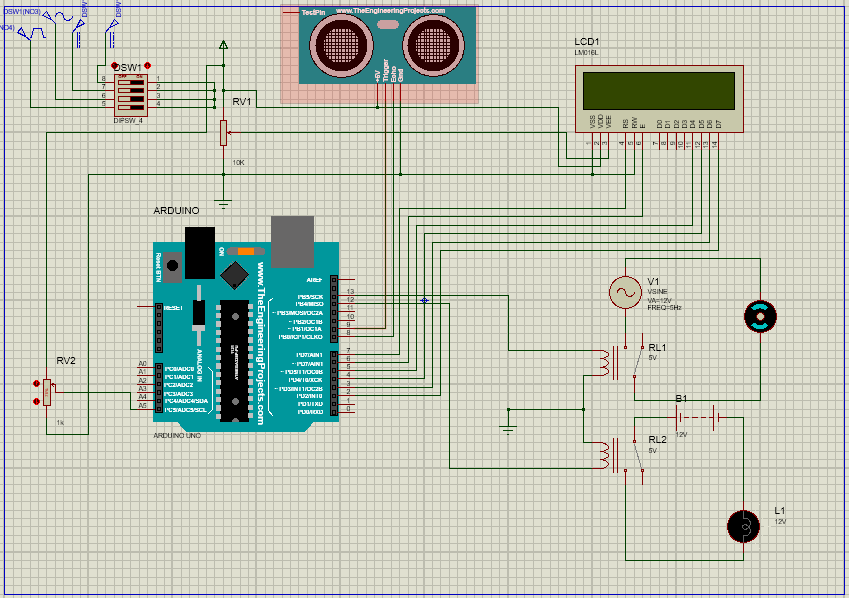 DSW1(NO3)
DSW1
DSW1
NO4)
TestPin
www.TheEngineeringProjects.com
+5V
Trigger
Echo
Gnd
LCD1
LM016L
VSS
VDD
VEE
RS
RW
E
D0
D1
D2
D3
D4
D5
D6
D7
1
2
3
4
5
6
7
8
9
10
11
12
13
14
DSW1
OFF
ON
8
7
6
5
1
2
3
4
DIPSW_4
RV1
10K
ARDUINO
Reset BTN
ON
www.TheEngineeringProjects.com
ANALOG IN
RESET
AREF
13
12
11
10
9
8
7
6
5
4
3
2
1
0
PB5/SCK
PB4/MISO
~ PB3/MOSI/OC2A
~ PB2/OC1B
~ PB1/OC1A
PB0/ICP1/CLKO
PD7/AIN1
~ PD6/AIN0
~ PD5/T1/OC0B
PD4/T0/XCK
~ PD3/INT1/OC2B
PD2/INT0
PD1/TXD
PD0/RXD
A0
A1
A2
A3
A4
A5
PC0/ADC0
PC1/ADC1
PC2/ADC2
PC3/ADC3
PC4/ADC4/SDA
PC5/ADC5/SCL
ARDUINO UNO
RV2
1k
V1
VSINE
VA=12V
FREQ=5Hz
RL1
5V
B1
12V
RL2
5V
L1
12V